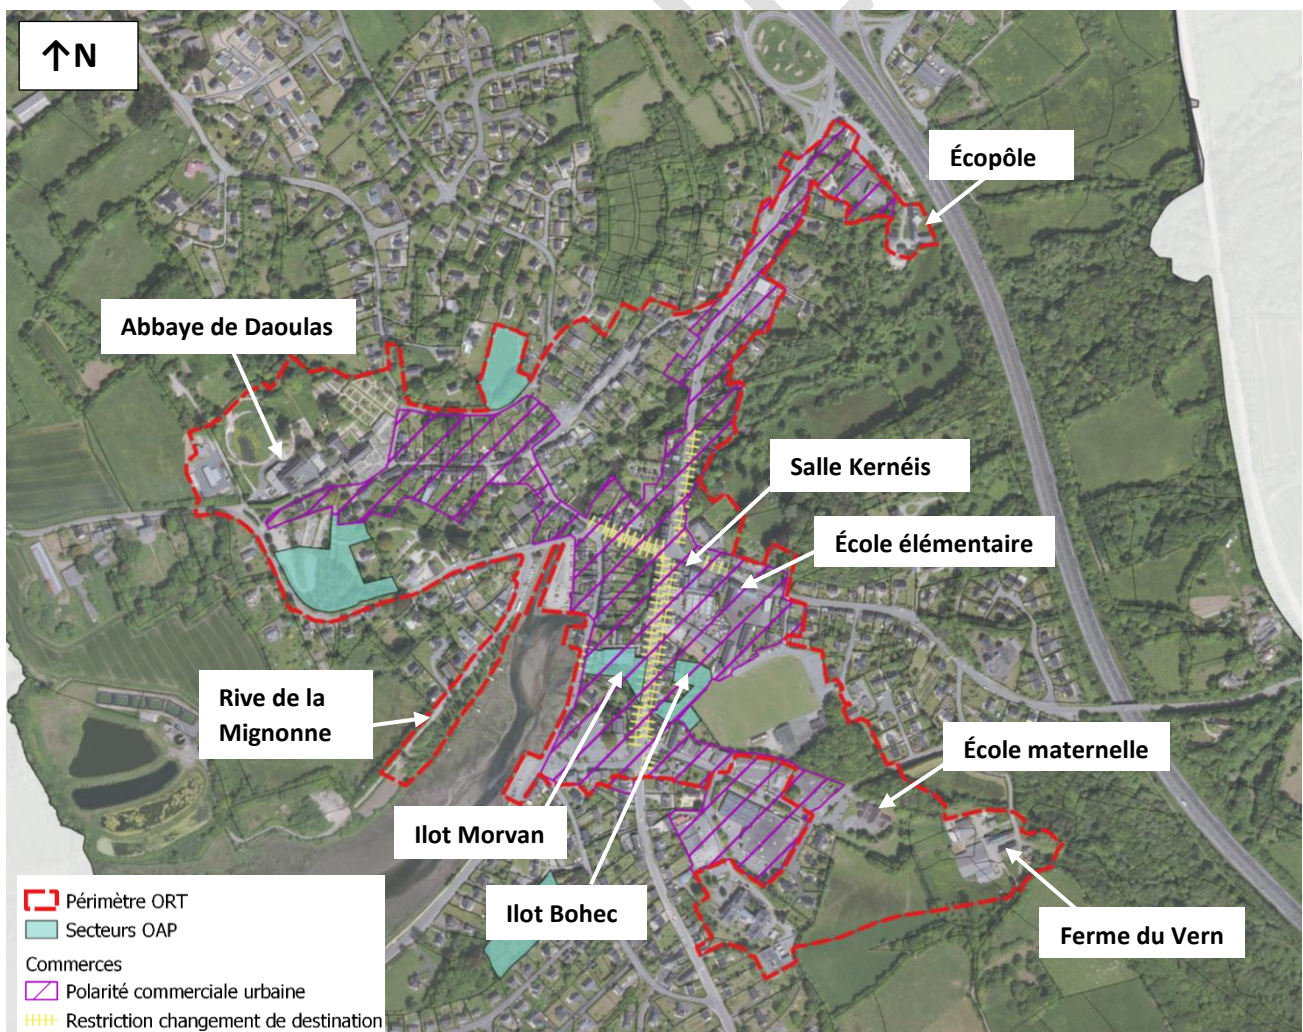 ↑N
Écopôle
Abbaye de Daoulas
Salle Kernéis
École élémentaire
Rive de la
Mignonne
École maternelle
Ilot Morvan
Ilot Bohec
Ferme du Vern
Périmètre ORT
Secteurs OAP
Commerces
Polarité commerciale urbaine
Restriction changement de destination